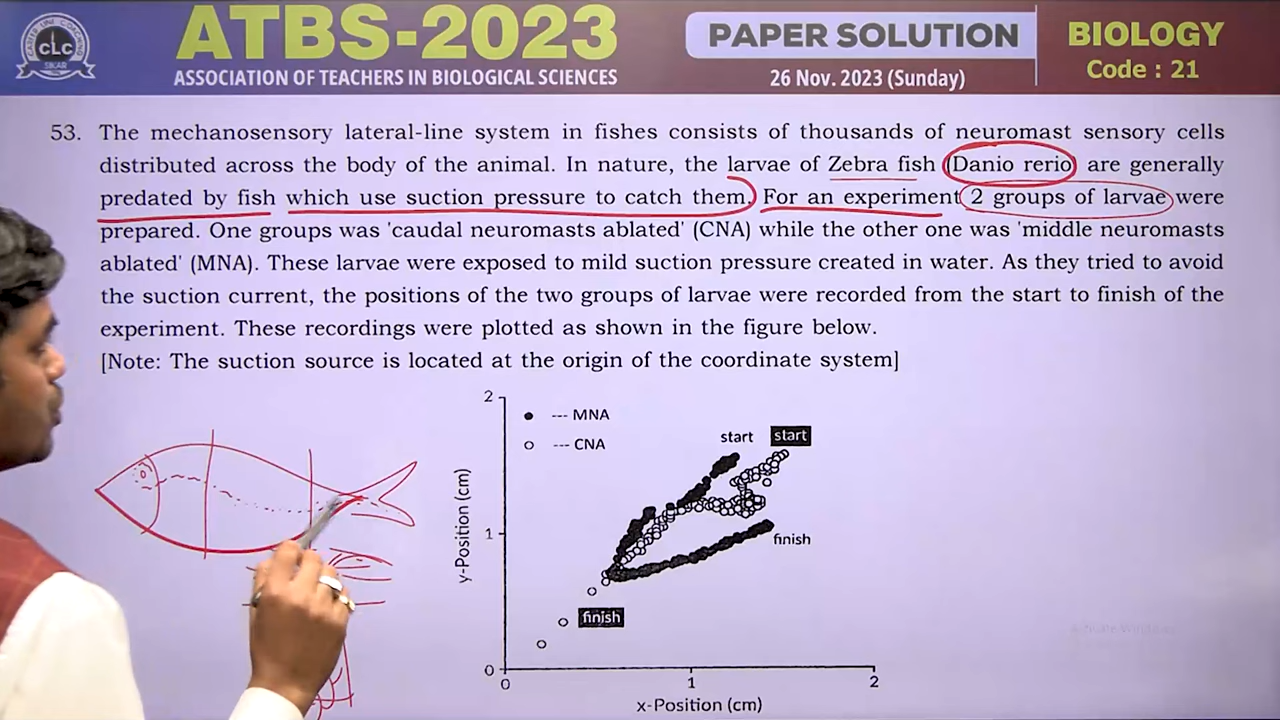 CLC
SIKAR
ATBS-2023
ASSOCIATION OF TEACHERS IN BIOLOGICAL SCIENCES
PAPER SOLUTION
26 Nov. 2023 (Sunday)
BIOLOGY
Code : 21
53. The mechanosensory lateral-line system in fishes consists of thousands of neuromast sensory cells
distributed across the body of the animal. In nature, the larvae of Zebra fish (Danio rerio) are generally
predated by fish which use suction pressure to catch them. For an experiment 2 groups of larvae were
prepared. One groups was 'caudal neuromasts ablated' (CNA) while the other one was 'middle neuromasts
ablated' (MNA). These larvae were exposed to mild suction pressure created in water. As they tried to avoid
the suction current, the positions of the two groups of larvae were recorded from the start to finish of the
experiment. These recordings were plotted as shown in the figure below.
[Note: The suction source is located at the origin of the coordinate system]
2
--- MNA
--- CNA
start
start
y-Position (cm)
1
finish
finish
0
0
1
2
x-Position (cm)